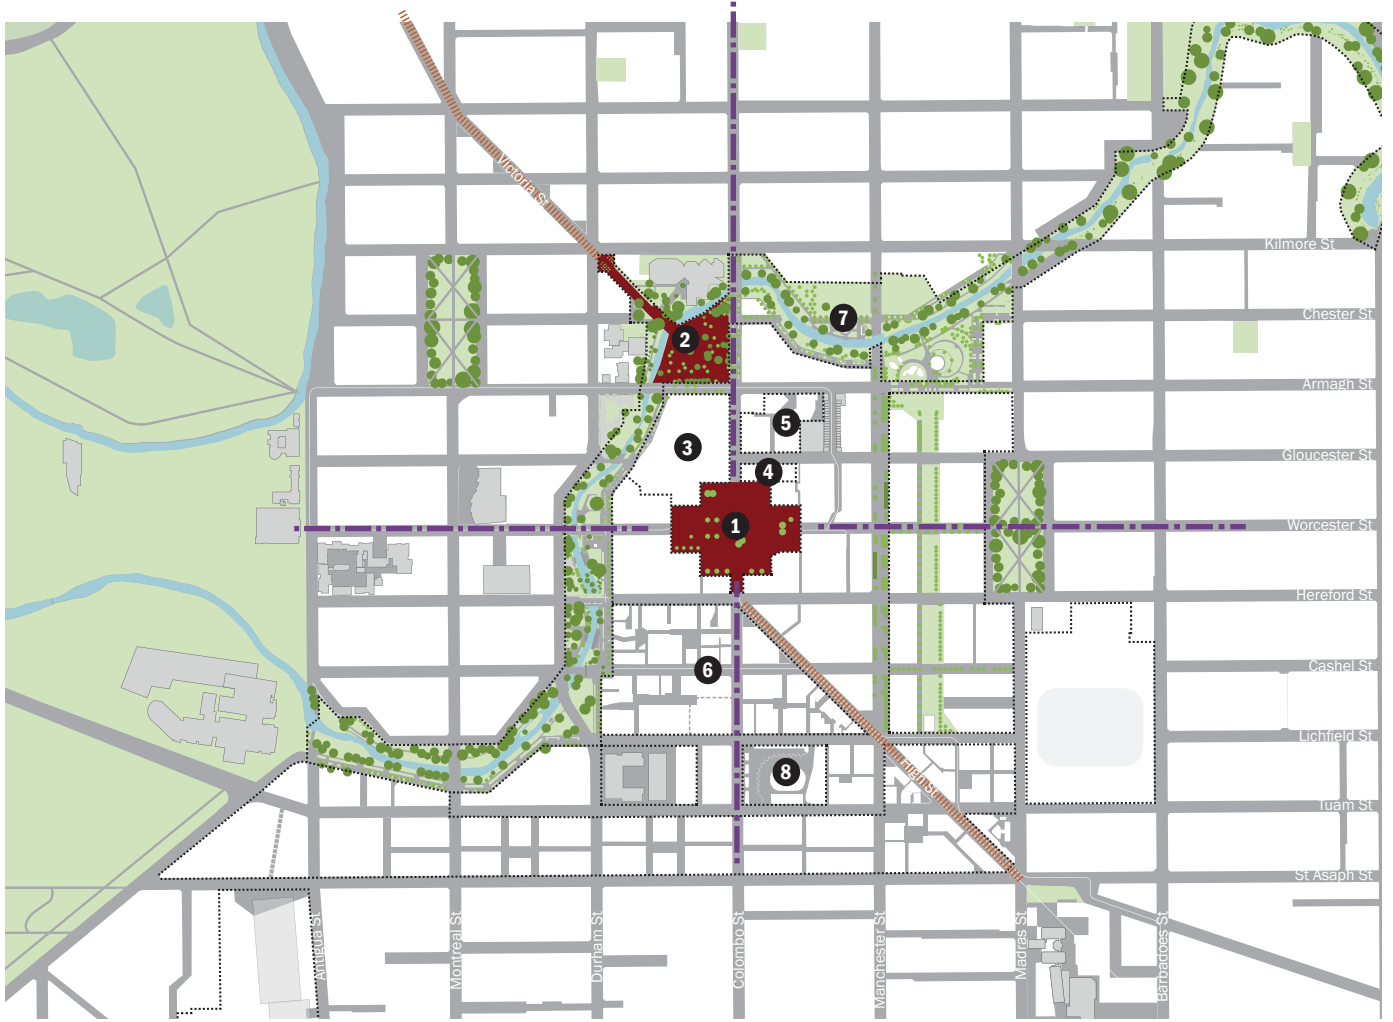 Victoria St
Kilmore St
7
Chester St
2
Armagh St
5
3
Gloucester St
4
1
Worcester St
Hereford St
6
Cashel St
Lichfield St
8
High St
Tuam St
St Asaph St
Antigua St
Montreal St
Durham St
Colombo St
Manchester St
Madras St
Barbadoes St